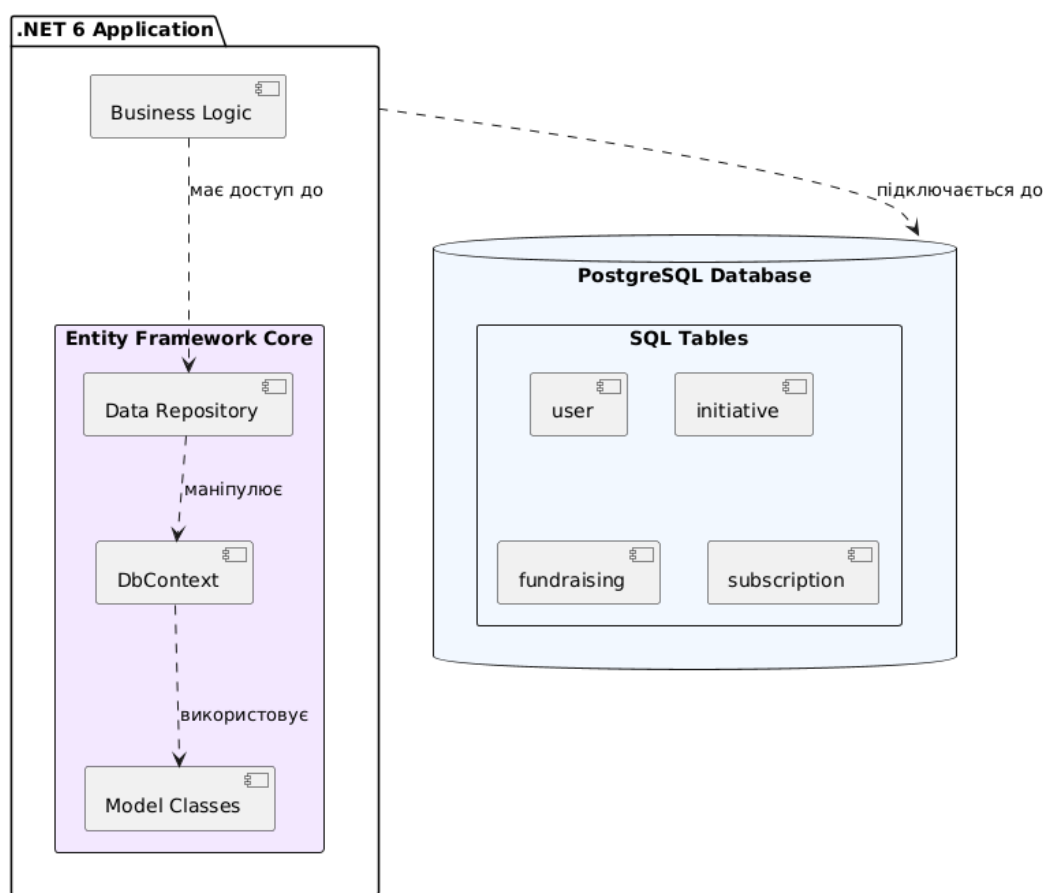 .NET 6 Application
Business Logic
має доступ до
підключається до
Entity Framework Core
Data Repository
маніпулює
DbContext
використовує
Model Classes
PostgreSQL Database
SQL Tables
user
initiative
fundraising
subscription